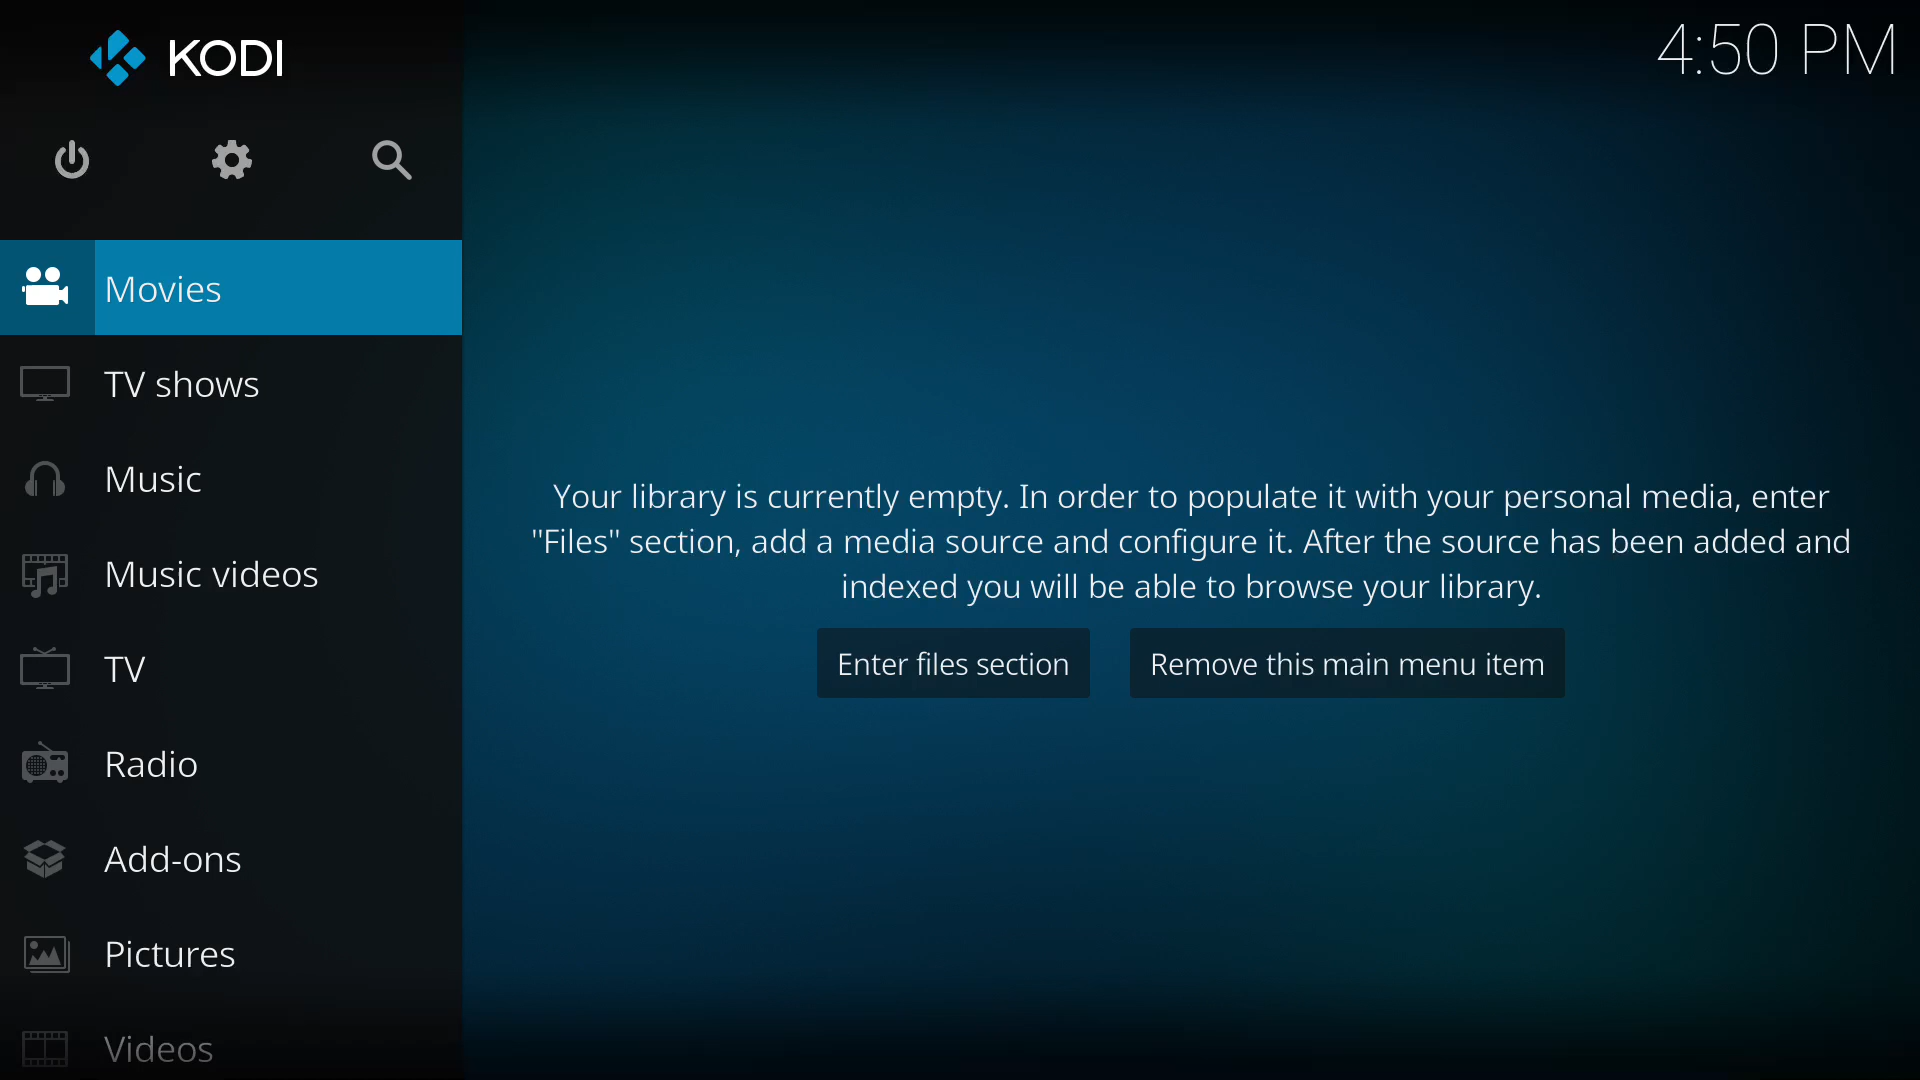 KODI
4:50 PM
Movies
TV shows
Music
Music videos
TV
Radio
Add-ons
Pictures
Videos
Your library is currently empty. In order to populate it with your personal media, enter
"Files" section, add a media source and configure it. After the source has been added and
indexed you will be able to browse your library.
Enter files section
Remove this main menu item